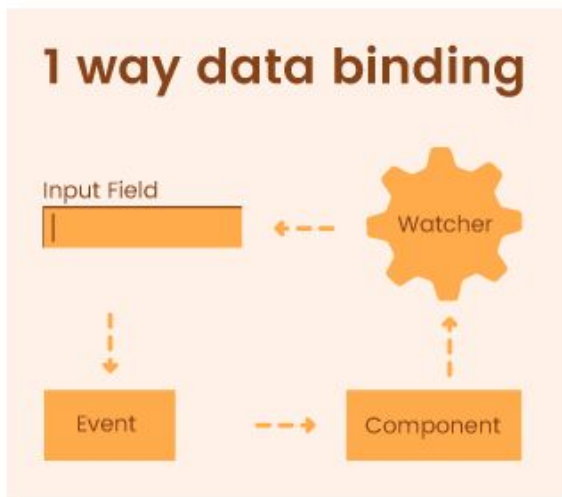 1 way data binding
Input Field
Watcher
Event
Component